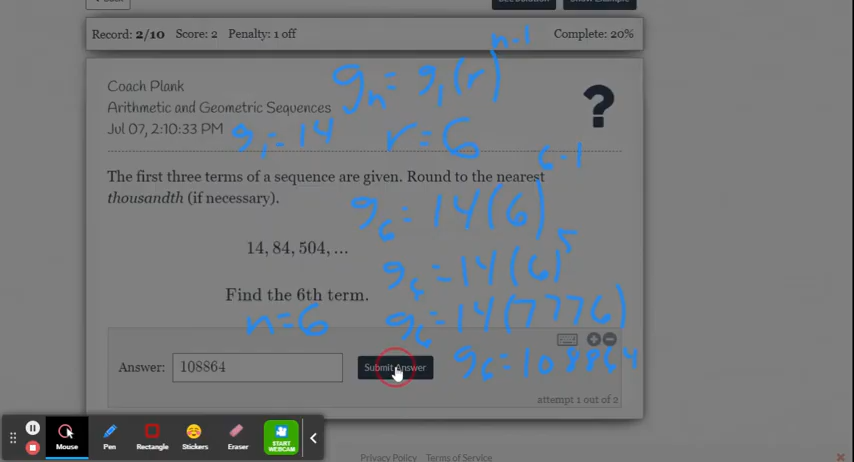 Back
Record: 2/10 Score: 2 Penalty: 1 off
Complete: 20%
Coach Plank
Arithmetic and Geometric Sequences
Jul 07, 2:10:33 PM
?
gₙ = g₁(r)ⁿ⁻¹
g₁ = 14
r = 6
The first three terms of a sequence are given. Round to the nearest
thousandth (if necessary).
14, 84, 504, ...
Find the 6th term.
n = 6
g₆ = 14(6)⁶⁻¹
g₆ = 14(6)⁵
g₆ = 14(7776)
g₆ = 108864
Answer: 108864 Submit Answer
attempt 1 out of 2
Mouse Pen Rectangle Stickers Eraser START WEBCAM
Privacy Policy Terms of Service